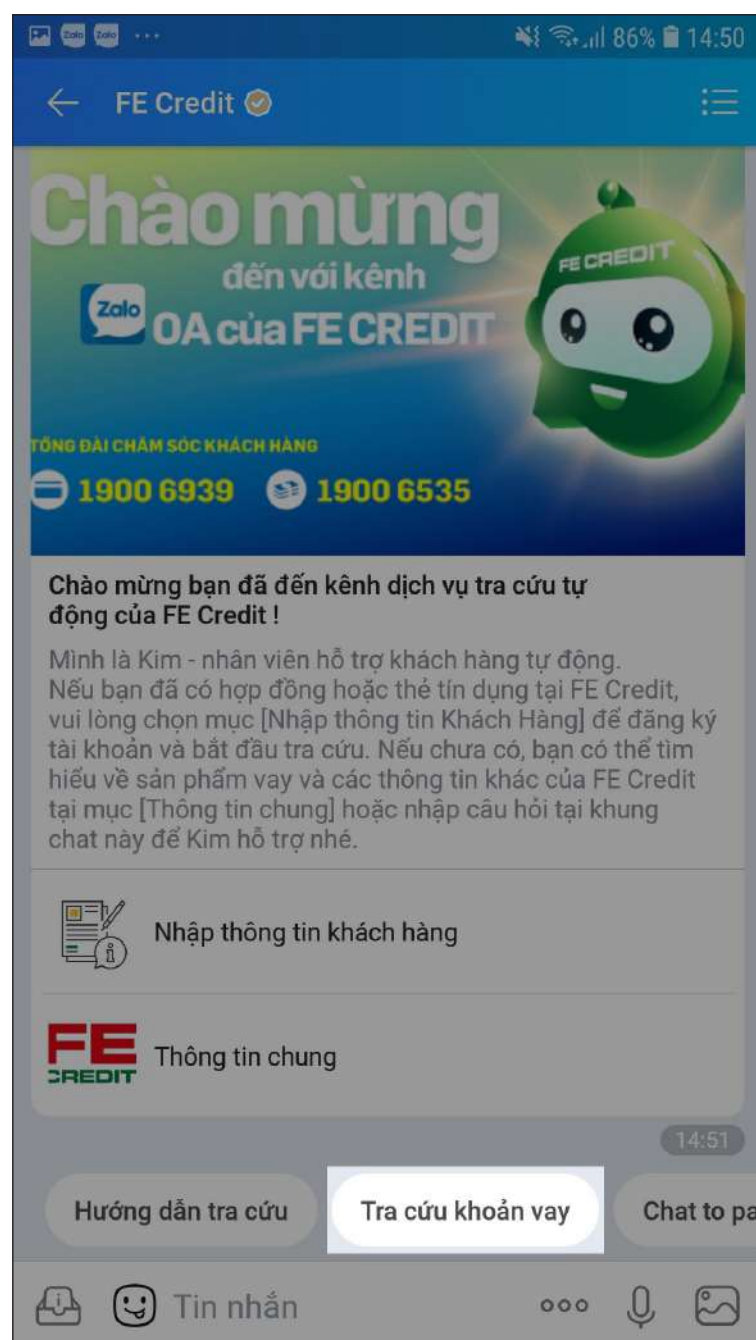 Zalo Zalo ... 86% 14:50
FE Credit
Chào mừng
đến với kênh
Zalo OA của FE CREDIT
FE CREDIT
TỔNG ĐÀI CHĂM SÓC KHÁCH HÀNG
1900 6939 1900 6535
Chào mừng bạn đã đến kênh dịch vụ tra cứu tự
động của FE Credit !
Mình là Kim - nhân viên hỗ trợ khách hàng tự động.
Nếu bạn đã có hợp đồng hoặc thẻ tín dụng tại FE Credit,
vui lòng chọn mục [Nhập thông tin Khách Hàng] để đăng ký
tài khoản và bắt đầu tra cứu. Nếu chưa có, bạn có thể tìm
hiểu về sản phẩm vay và các thông tin khác của FE Credit
tại mục [Thông tin chung] hoặc nhập câu hỏi tại khung
chat này để Kim hỗ trợ nhé.
Nhập thông tin khách hàng
FE
CREDIT
Thông tin chung
14:51
Hướng dẫn tra cứu
Tra cứu khoản vay
Chat to pa
Tin nhắn